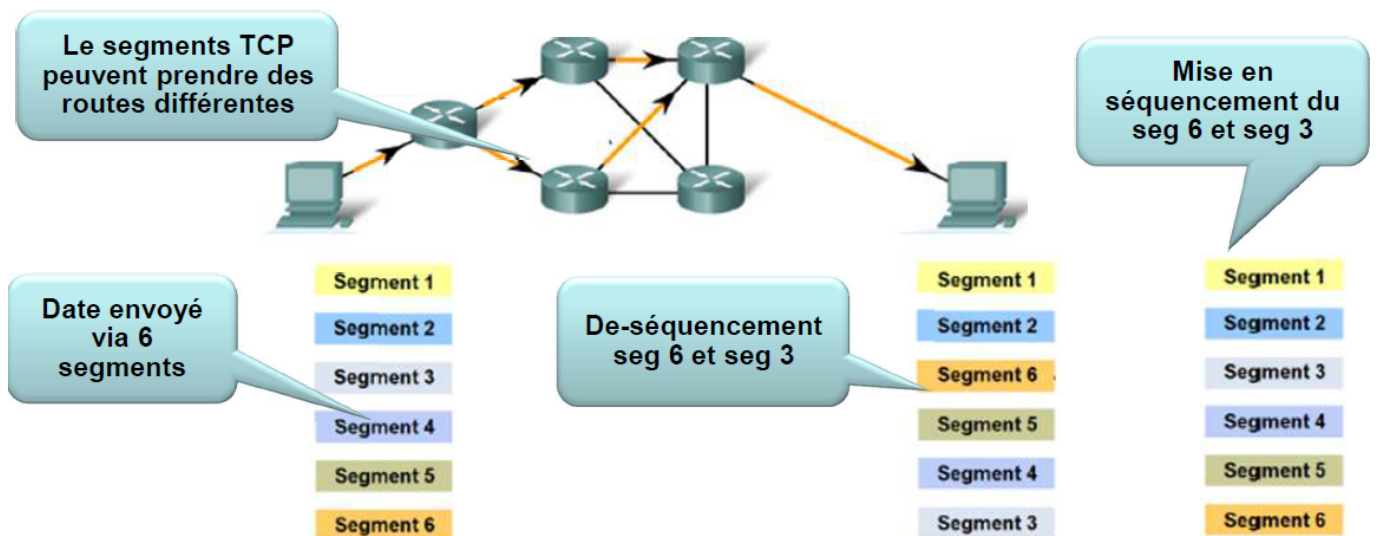 Le segments TCP
peuvent prendre des
routes différentes
Mise en
séquencement du
seg 6 et seg 3
Date envoyé
via 6
segments
Segment 1
Segment 2
Segment 3
Segment 4
Segment 5
Segment 6
De-séquencement
seg 6 et seg 3
Segment 1
Segment 2
Segment 6
Segment 5
Segment 4
Segment 3
Segment 1
Segment 2
Segment 3
Segment 4
Segment 5
Segment 6